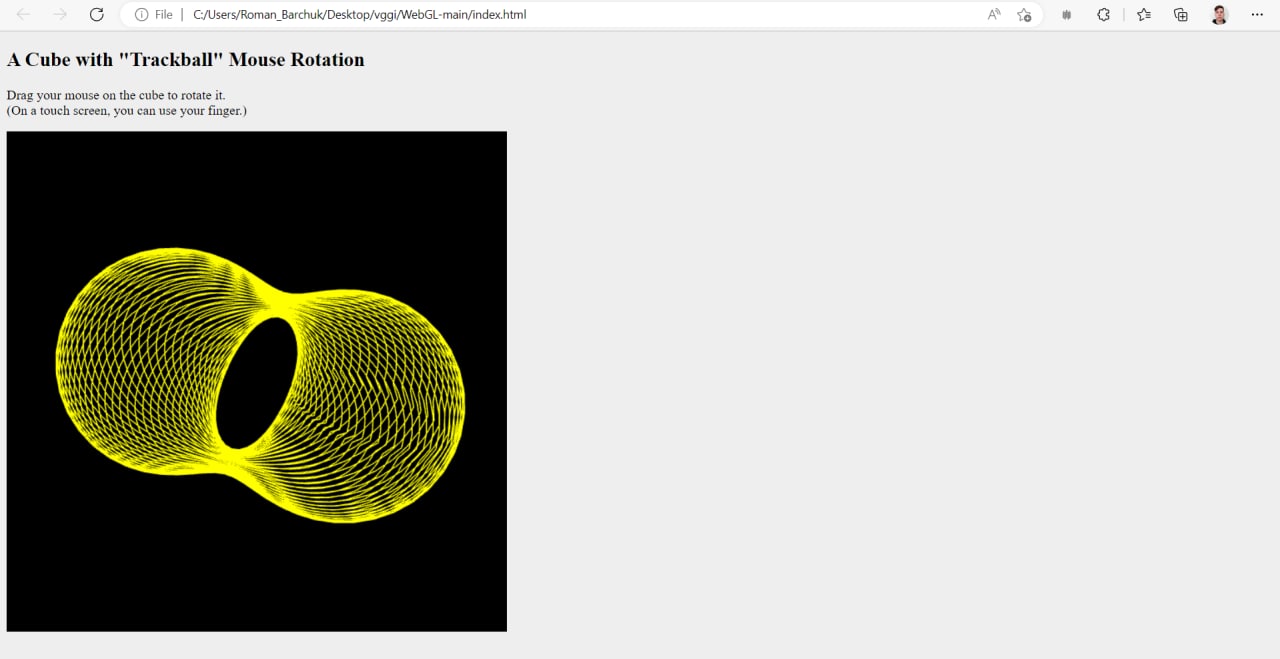 File | C:/Users/Roman_Barchuk/Desktop/vggi/WebGL-main/index.html
A Cube with "Trackball" Mouse Rotation
Drag your mouse on the cube to rotate it.
(On a touch screen, you can use your finger.)